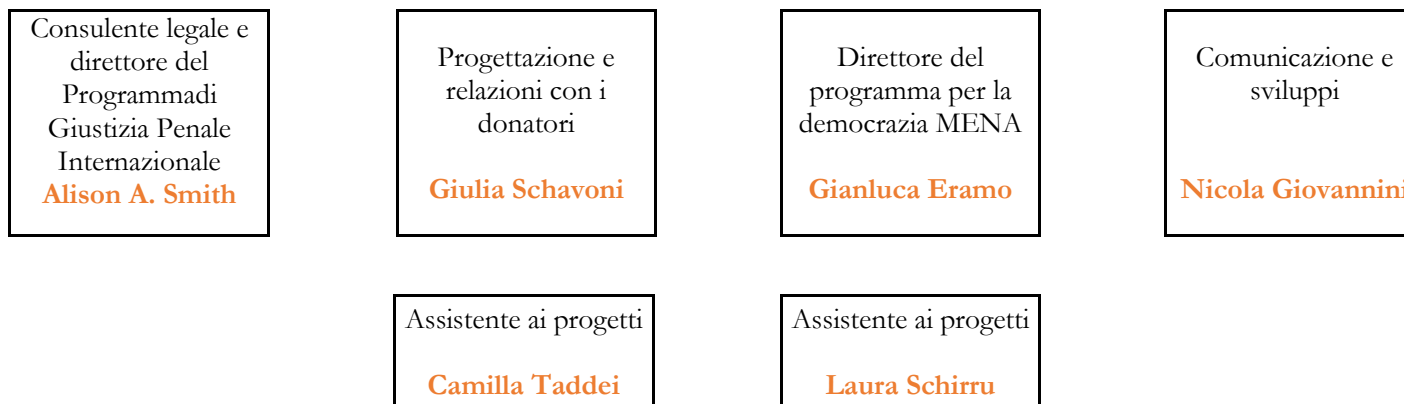 Consulente legale e
direttore del
Programmadi
Giustizia Penale
Internazionale
Alison A. Smith
Progettazione e
relazioni con i
donatori
Giulia Schavoni
Direttore del
programma per la
democrazia MENA
Gianluca Eramo
Comunicazione e
sviluppi
Nicola Giovannini
Assistente ai progetti
Camilla Taddei
Assistente ai progetti
Laura Schirru